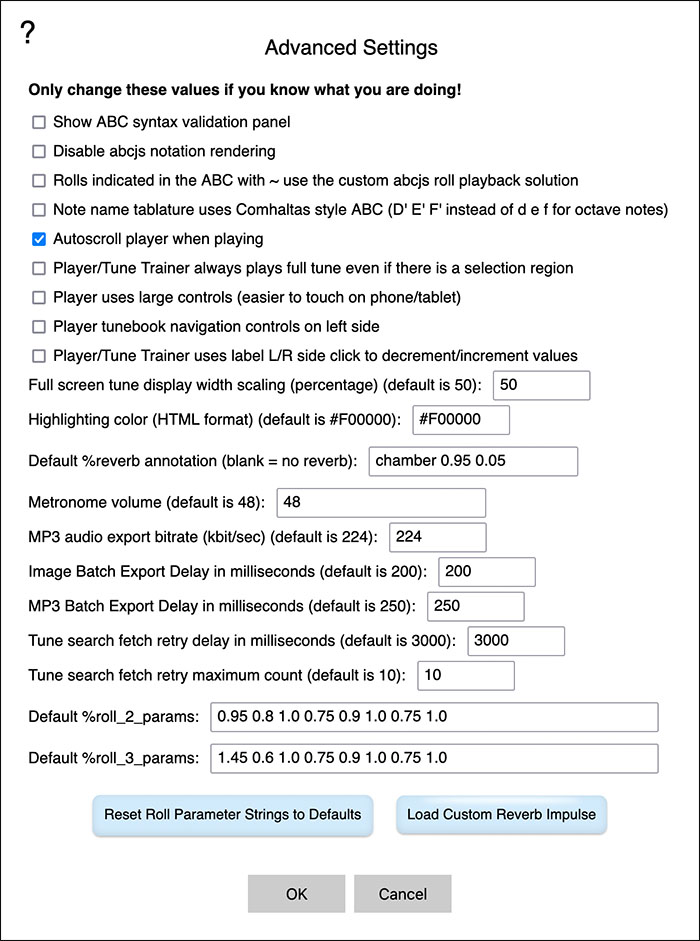 ?
Advanced Settings
Only change these values if you know what you are doing!
Show ABC syntax validation panel
Disable abcjs notation rendering
Rolls indicated in the ABC with ~ use the custom abcjs roll playback solution
Note name tablature uses Comhaltas style ABC (D' E' F' instead of d e f for octave notes)
Autoscroll player when playing
Player/Tune Trainer always plays full tune even if there is a selection region
Player uses large controls (easier to touch on phone/tablet)
Player tunebook navigation controls on left side
Player/Tune Trainer uses label L/R side click to decrement/increment values
Full screen tune display width scaling (percentage) (default is 50): 50
Highlighting color (HTML format) (default is #F00000): #F00000
Default %reverb annotation (blank = no reverb): chamber 0.95 0.05
Metronome volume (default is 48): 48
MP3 audio export bitrate (kbit/sec) (default is 224): 224
Image Batch Export Delay in milliseconds (default is 200): 200
MP3 Batch Export Delay in milliseconds (default is 250): 250
Tune search fetch retry delay in milliseconds (default is 3000): 3000
Tune search fetch retry maximum count (default is 10): 10
Default %roll_2_params: 0.95 0.8 1.0 0.75 0.9 1.0 0.75 1.0
Default %roll_3_params: 1.45 0.6 1.0 0.75 0.9 1.0 0.75 1.0
Reset Roll Parameter Strings to Defaults Load Custom Reverb Impulse
OK Cancel